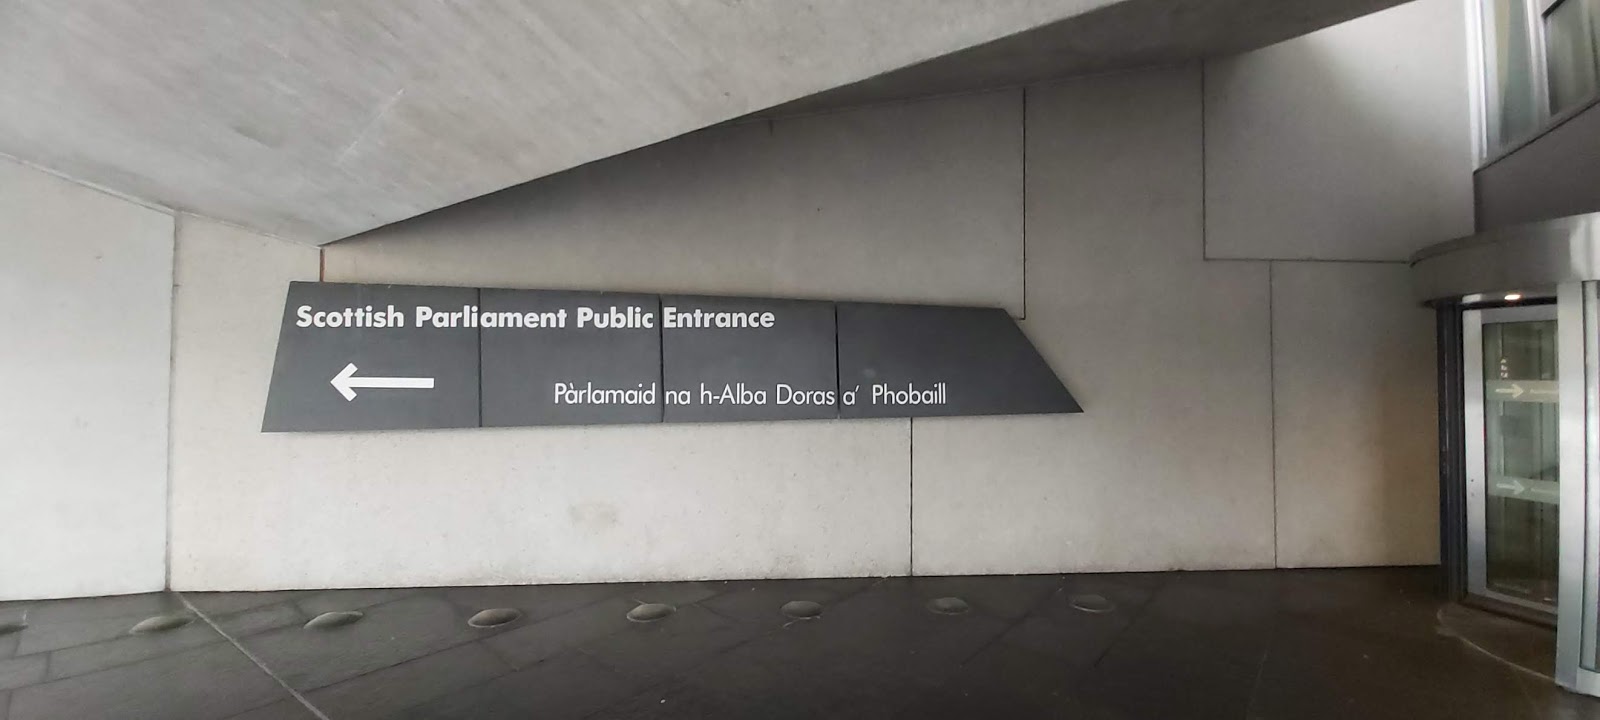 Scottish Parliament Public Entrance
Pàrlamaid na h-Alba Doras a' Phobaill